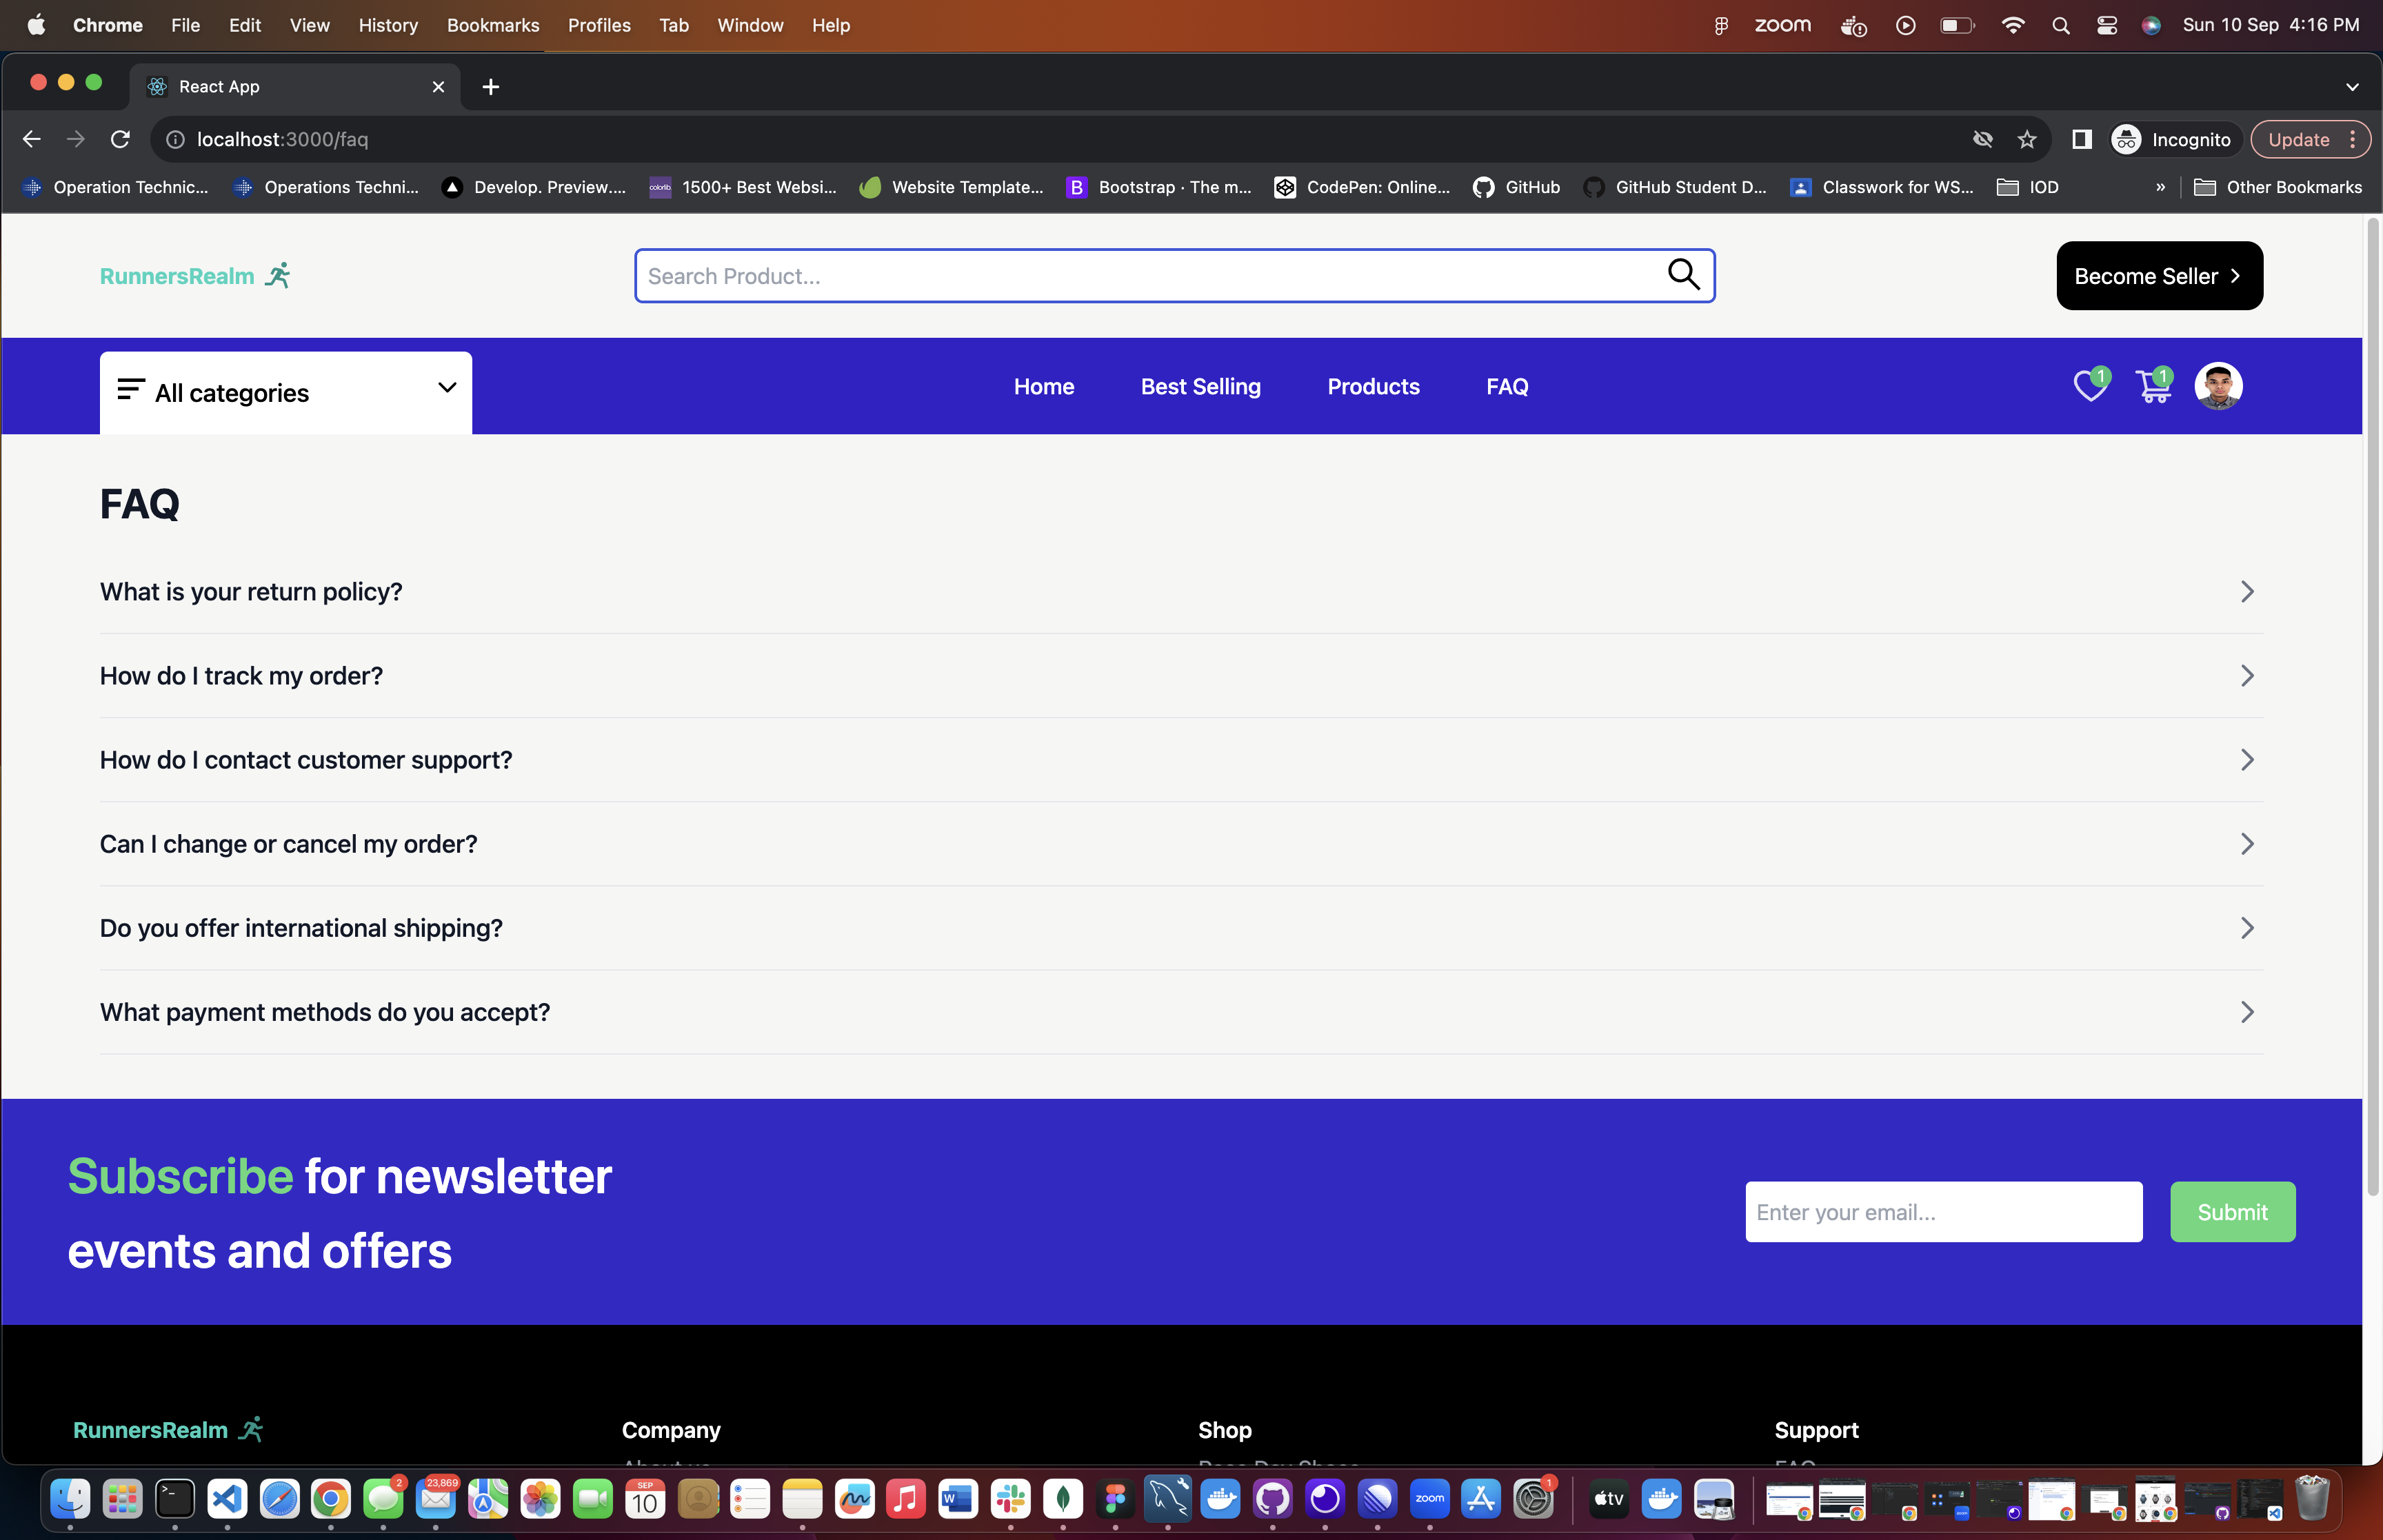 Chrome File Edit View History Bookmarks Profiles Tab Window Help zoom Sun 10 Sep 4:16 PM
React App
localhost:3000/faq Incognito Update
Operation Technic... Operations Techni... Develop. Preview.... colorlib 1500+ Best Websi... Website Template... B Bootstrap · The m... CodePen: Online... GitHub GitHub Student D... Classwork for WS... IOD » Other Bookmarks
RunnersRealm Search Product... Become Seller
All categories Home Best Selling Products FAQ 1 1
FAQ
What is your return policy?
How do I track my order?
How do I contact customer support?
Can I change or cancel my order?
Do you offer international shipping?
What payment methods do you accept?
Subscribe for newsletter
events and offers
Enter your email... Submit
RunnersRealm Company Shop Support
2 23,869 SEP 10 W zoom 1 tv